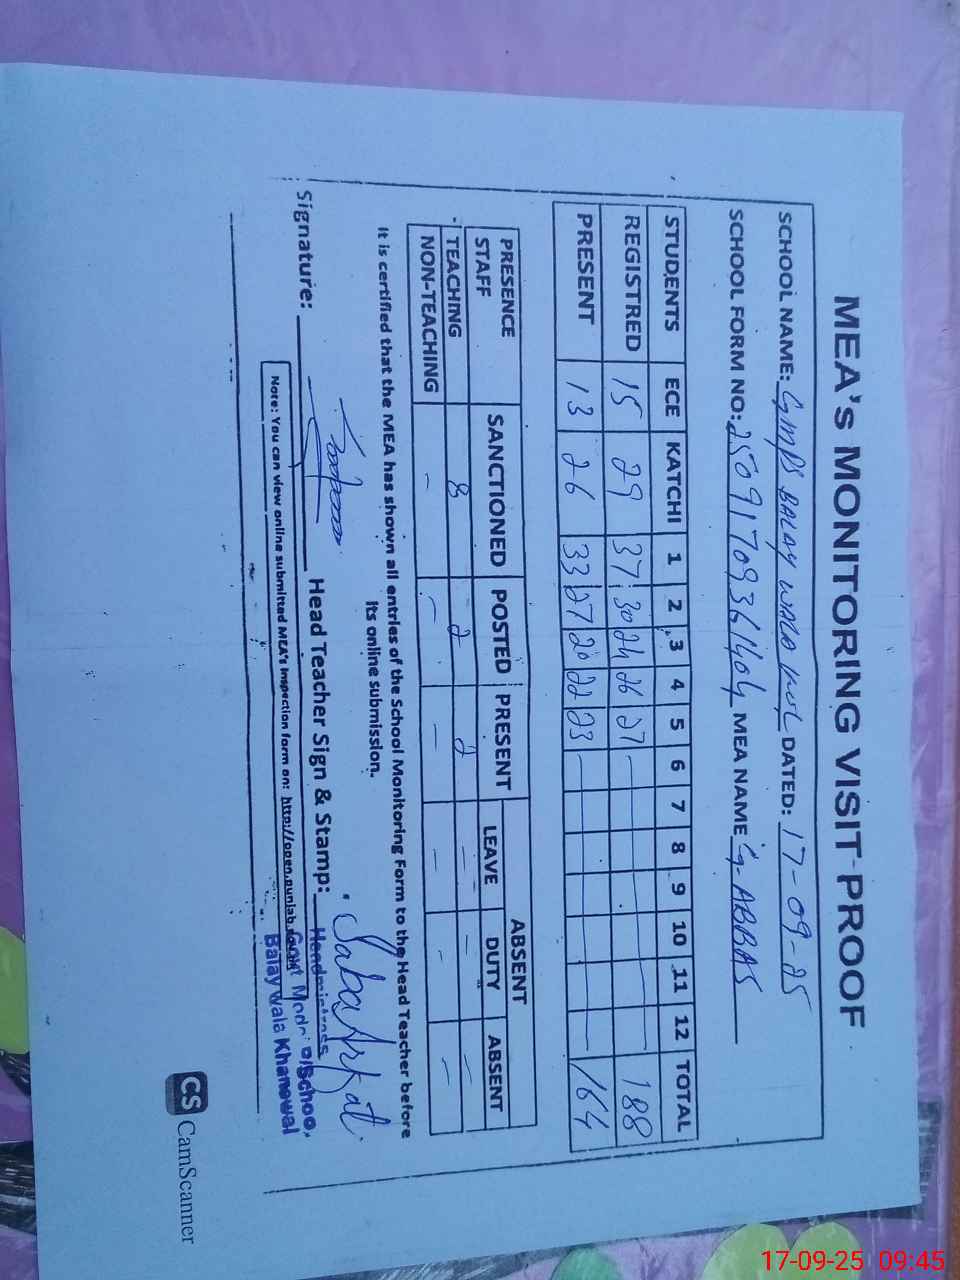 MEA's MONITORING VISIT PROOF
SCHOOL NAME: GMPS BALAY WALA DATED: 17-09-25
SCHOOL FORM NO: MEA NAME G. ABBAS
STUDENTS ECE KATCHI 1 2 3 4 5 6 7 8 9 10 11 12 TOTAL
REGISTRED 15 29 37 30 24 26 27 — — — — — — — 188
PRESENT 13 26 33 27 20 22 23 — — — — — — — 164
PRESENCE STAFF SANCTIONED POSTED PRESENT ABSENT
LEAVE DUTY ABSENT
TEACHING 8 2 2 — — —
NON-TEACHING — — — — — —
It is certified that the MEA has shown all entries of the School Monitoring Form to the Head Teacher before
its online submission.
Signature: Head Teacher Sign & Stamp:
Headmistress
Note: You can view online submitted MEA's Inspection form on: http://open.punjab.
Govt Model P/School,
Balay wala Khanewal
CS CamScanner
17-09-25 09:45